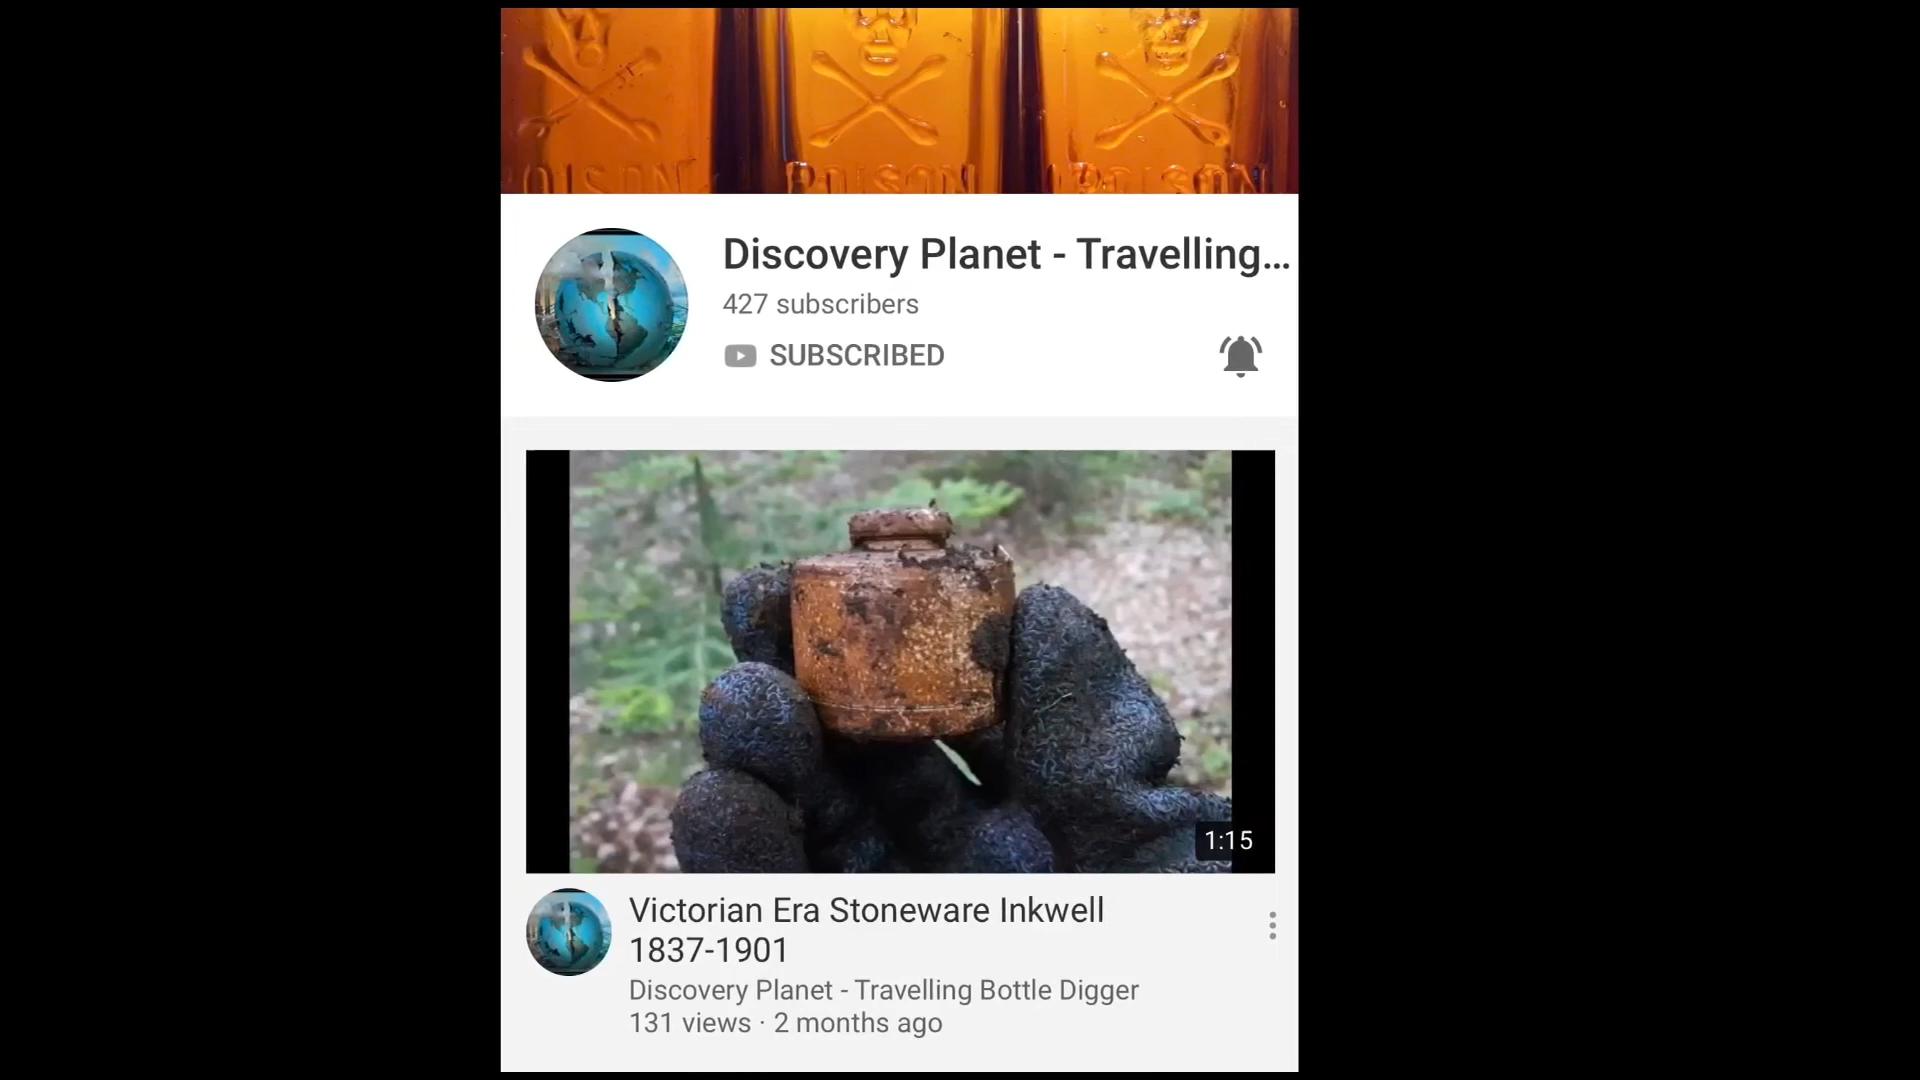 POISON
Discovery Planet - Travelling...
427 subscribers
SUBSCRIBED
1:15
Victorian Era Stoneware Inkwell
1837-1901
Discovery Planet - Travelling Bottle Digger
131 views · 2 months ago